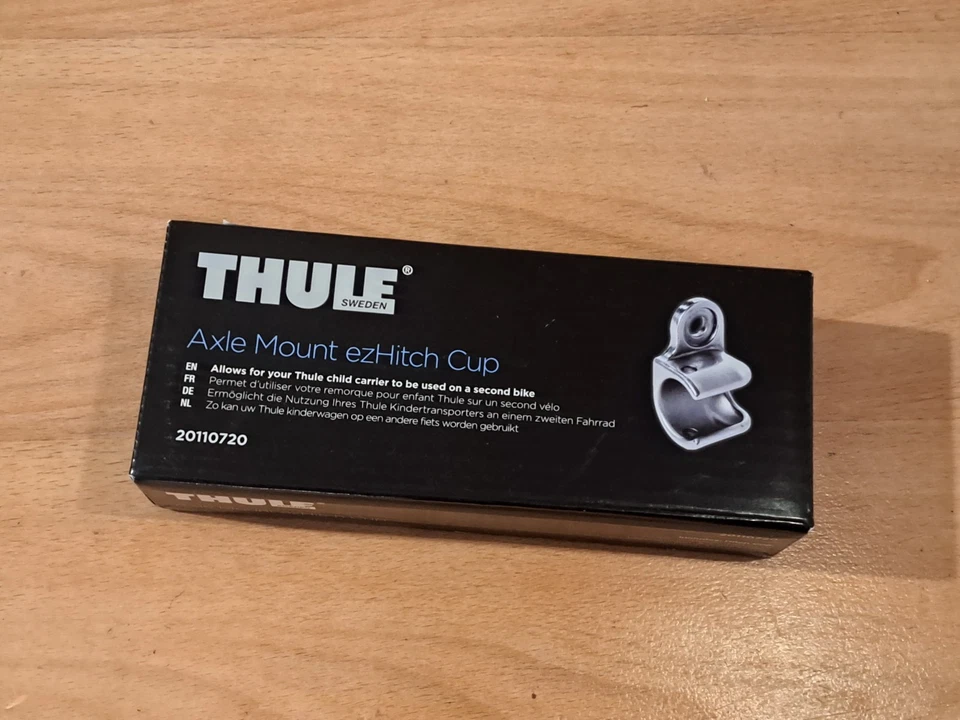 THULE®
SWEDEN
Axle Mount ezHitch Cup
EN Allows for your Thule child carrier to be used on a second bike
FR Permet d'utiliser votre remorque pour enfant Thule sur un second vélo
DE Ermöglicht die Nutzung Ihres Thule Kindertransporters an einem zweiten Fahrrad
NL Zo kan uw Thule kinderwagen op een andere fiets worden gebruikt
20110720
THULE